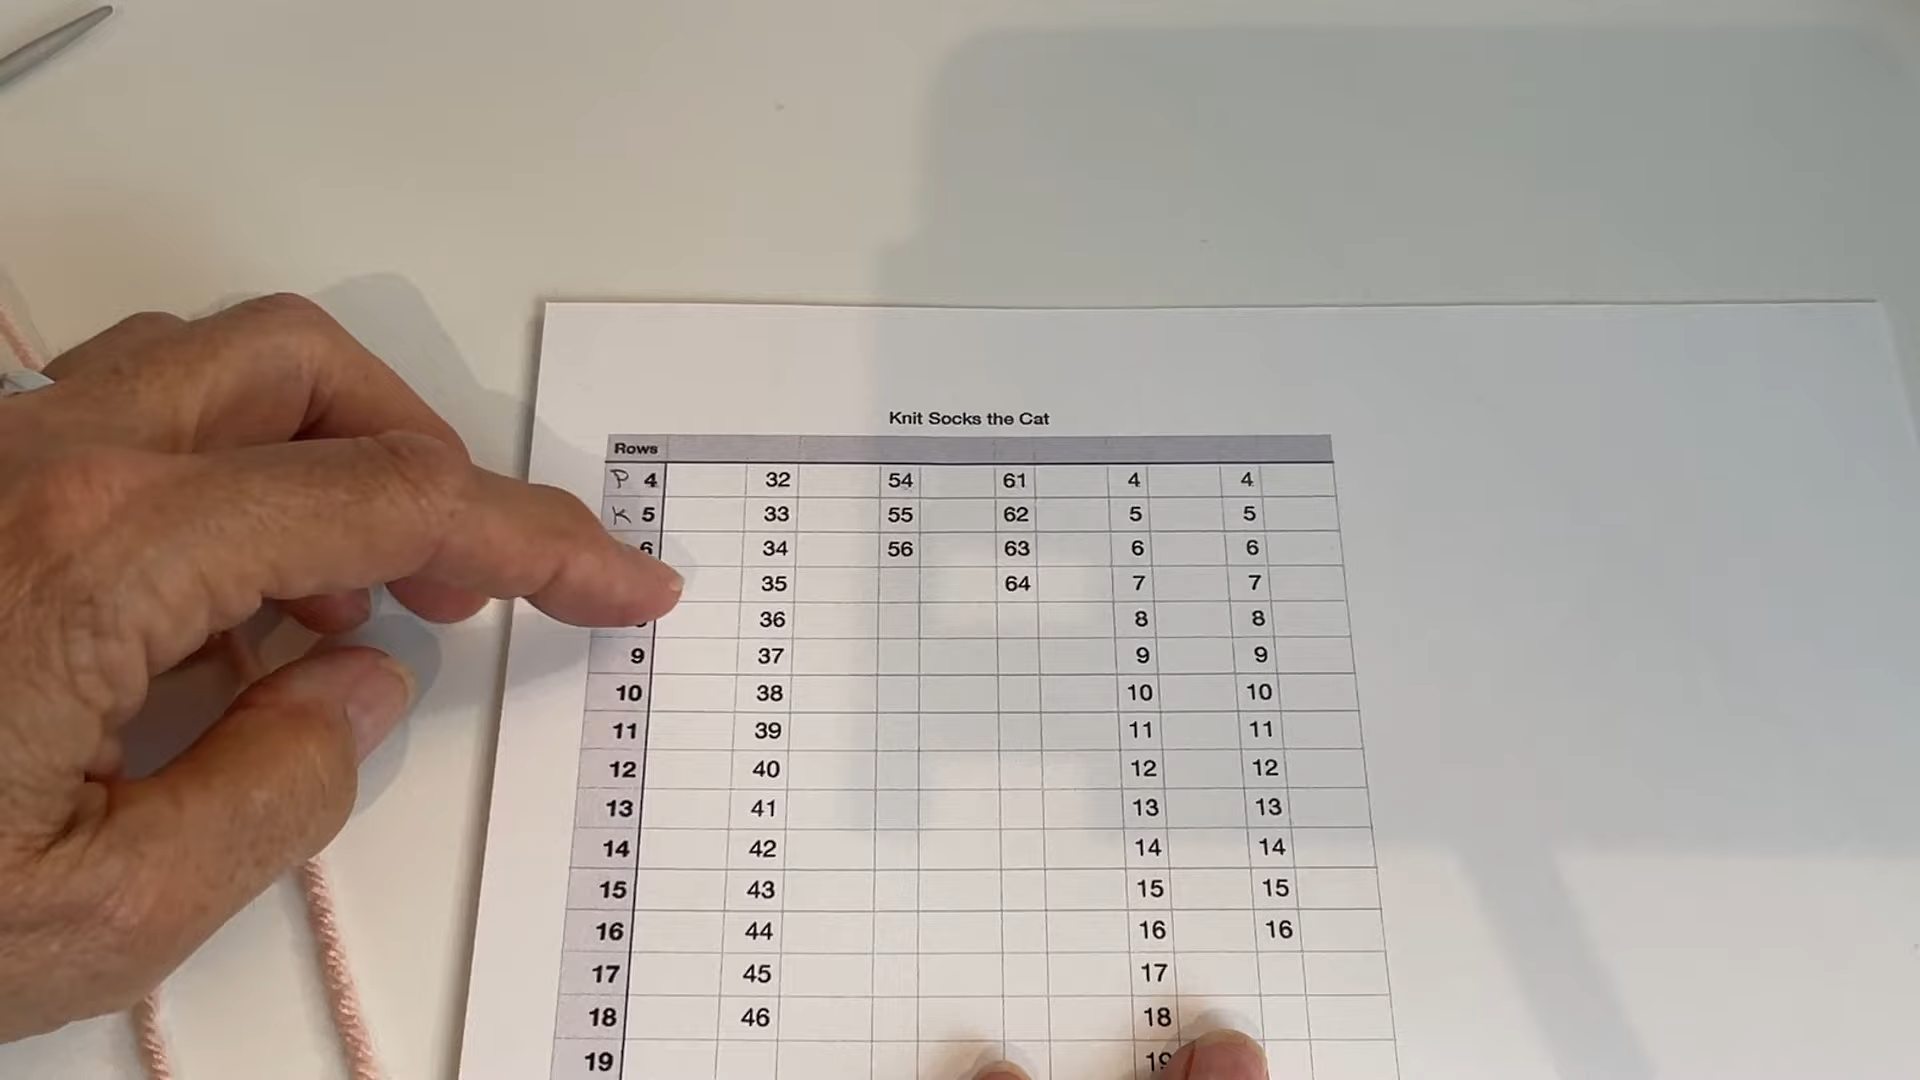 Knit Socks the Cat
Rows
P 4 32 54 61 4 4
K 5 33 55 62 5 5
6 34 56 63 6 6
35 64 7 7
36 8 8
9 37 9 9
10 38 10 10
11 39 11 11
12 40 12 12
13 41 13 13
14 42 14 14
15 43 15 15
16 44 16 16
17 45 17
18 46 18
19 19